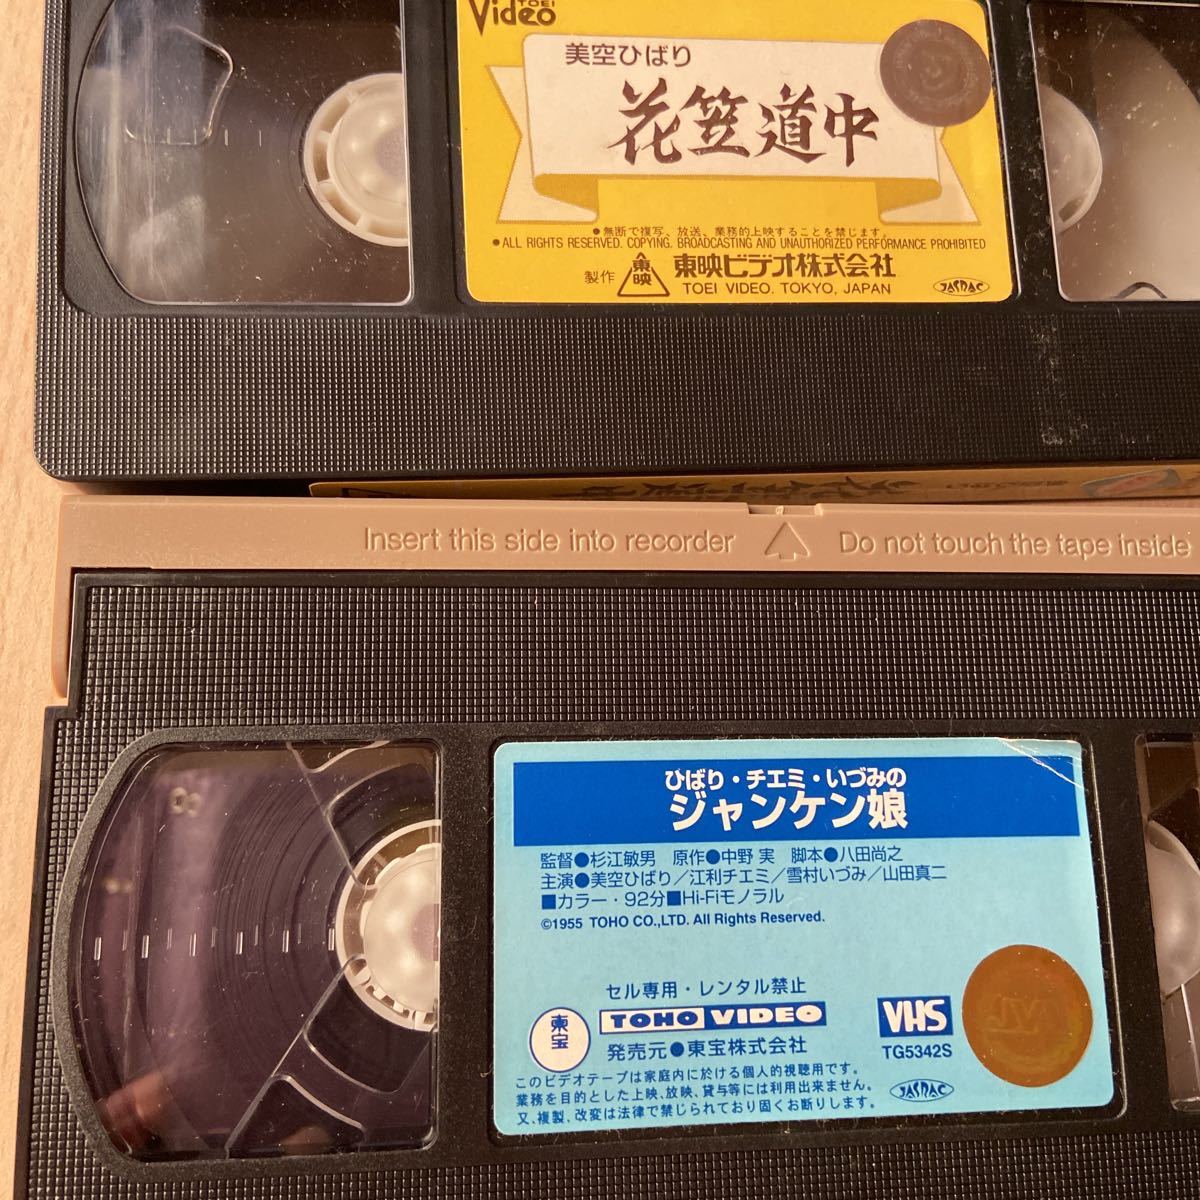 TOEI
Video
美空ひばり
花笠道中
●無断で複写、放送、業務的上映することを禁じます。
●ALL RIGHTS RESERVED. COPYING. BROADCASTING AND UNAUTHORIZED PERFORMANCE PROHIBITED
製作 東映 東映ビデオ株式会社
TOEI VIDEO. TOKYO, JAPAN
JASRAC
Insert this side into recorder
Do not touch the tape inside
ひばり・チエミ・いづみの
ジャンケン娘
監督●杉江敏男 原作●中野 実 脚本●八田尚之
主演●美空ひばり／江利チエミ／雪村いづみ／山田真二
■カラー・92分■Hi-Fiモノラル
©1955 TOHO CO.,LTD. All Rights Reserved.
セル専用・レンタル禁止
東宝 TOHO VIDEO
VHS
発売元●東宝株式会社
TG5342S
このビデオテープは家庭内に於ける個人的視聴用です。
業務を目的とした上映、放映、貸与等には利用出来ません。
又、複製、改変は法律で禁じられており固くお断りします。
JASRAC